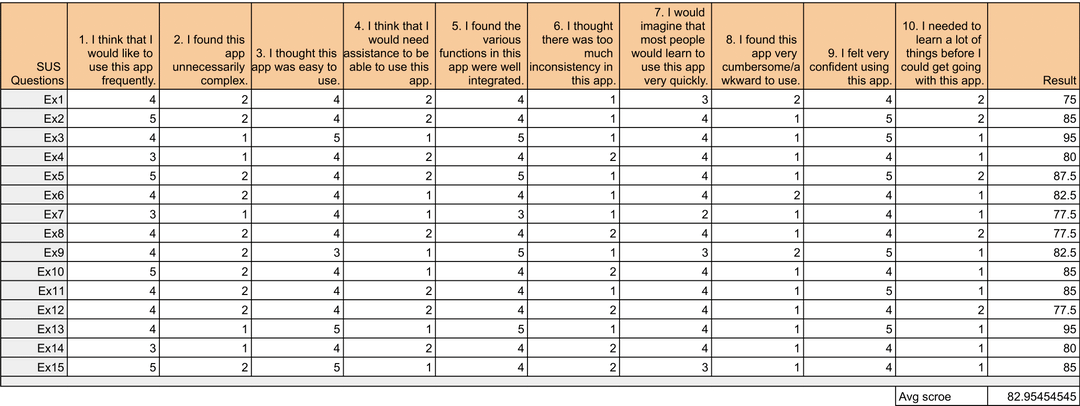 SUS Questions 1. I think that I would like to use this app frequently. 2. I found this app unnecessarily complex. 3. I thought this app was easy to use. 4. I think that I would need assistance to be able to use this app. 5. I found the various functions in this app were well integrated. 6. I thought there was too much inconsistency in this app. 7. I would imagine that most people would learn to use this app very quickly. 8. I found this app very cumbersome/awkward to use. 9. I felt very confident using this app. 10. I needed to learn a lot of things before I could get going with this app. Result
Ex1 4 2 4 2 4 1 3 2 4 2 75
Ex2 5 2 4 2 4 1 4 1 5 2 85
Ex3 4 1 5 1 5 1 4 1 5 1 95
Ex4 3 1 4 2 4 2 4 1 4 1 80
Ex5 5 2 4 2 5 1 4 1 5 2 87.5
Ex6 4 2 4 1 4 1 4 2 4 1 82.5
Ex7 3 1 4 1 3 1 2 1 4 1 77.5
Ex8 4 2 4 2 4 2 4 1 4 2 77.5
Ex9 4 2 3 1 5 1 3 2 5 1 82.5
Ex10 5 2 4 1 4 2 4 1 4 1 85
Ex11 4 2 4 2 4 1 4 1 5 1 85
Ex12 4 2 4 2 4 2 4 1 4 2 77.5
Ex13 4 1 5 1 5 1 4 1 5 1 95
Ex14 3 1 4 2 4 2 4 1 4 1 80
Ex15 5 2 5 1 4 2 3 1 4 1 85
Avg scroe 82.95454545